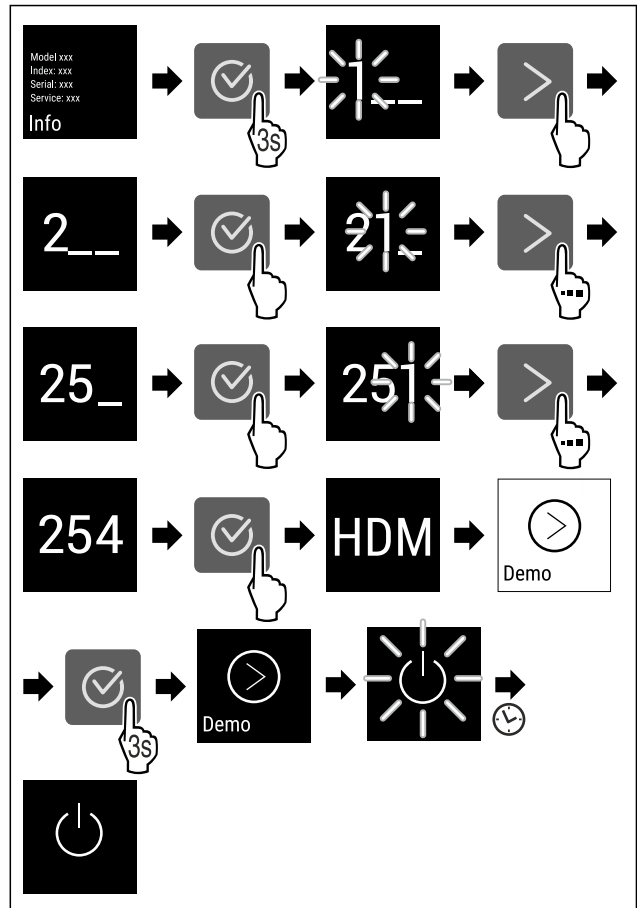 Model xxx
Index: xxx
Serial: xxx
Service: xxx
Info
3s
1__
2__
21_
25_
251
254
HDM
Demo
3s
Demo